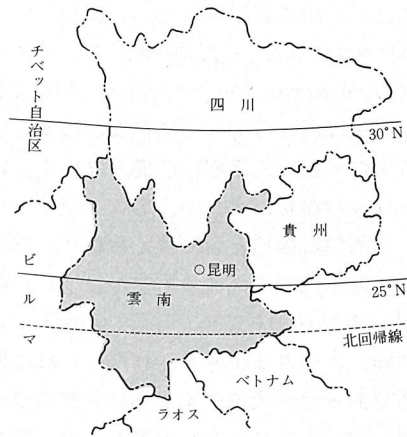 チベット自治区
四川
30°N
貴州
○昆明
ビルマ
雲南
25°N
北回帰線
ベトナム
ラオス